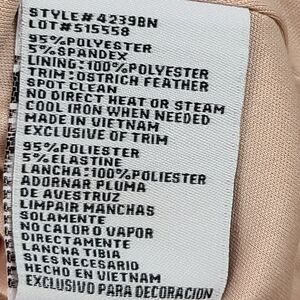 STYLE#4239BN
LOT#515558
95%POLYESTER
5%SPANDEX
LINING:100%POLYESTER
TRIM:OSTRICH FEATHER
SPOT CLEAN
NO DIRECT HEAT OR STEAM
COOL IRON WHEN NEEDED
MADE IN VIETNAM
EXCLUSIVE OF TRIM
95%POLIESTER
5%ELASTINE
LANCHA:100%POLIESTER
ADORNAR PLUMA
DE AVESTRUZ
LIMPAIR MANCHAS
SOLAMENTE
NO CALOR O VAPOR
DIRECTAMENTE
LANCHA TIBIA
SI ES NECESARIO
HECHO EN VIETNAM
EXCLUSIVO PARA DECORACION